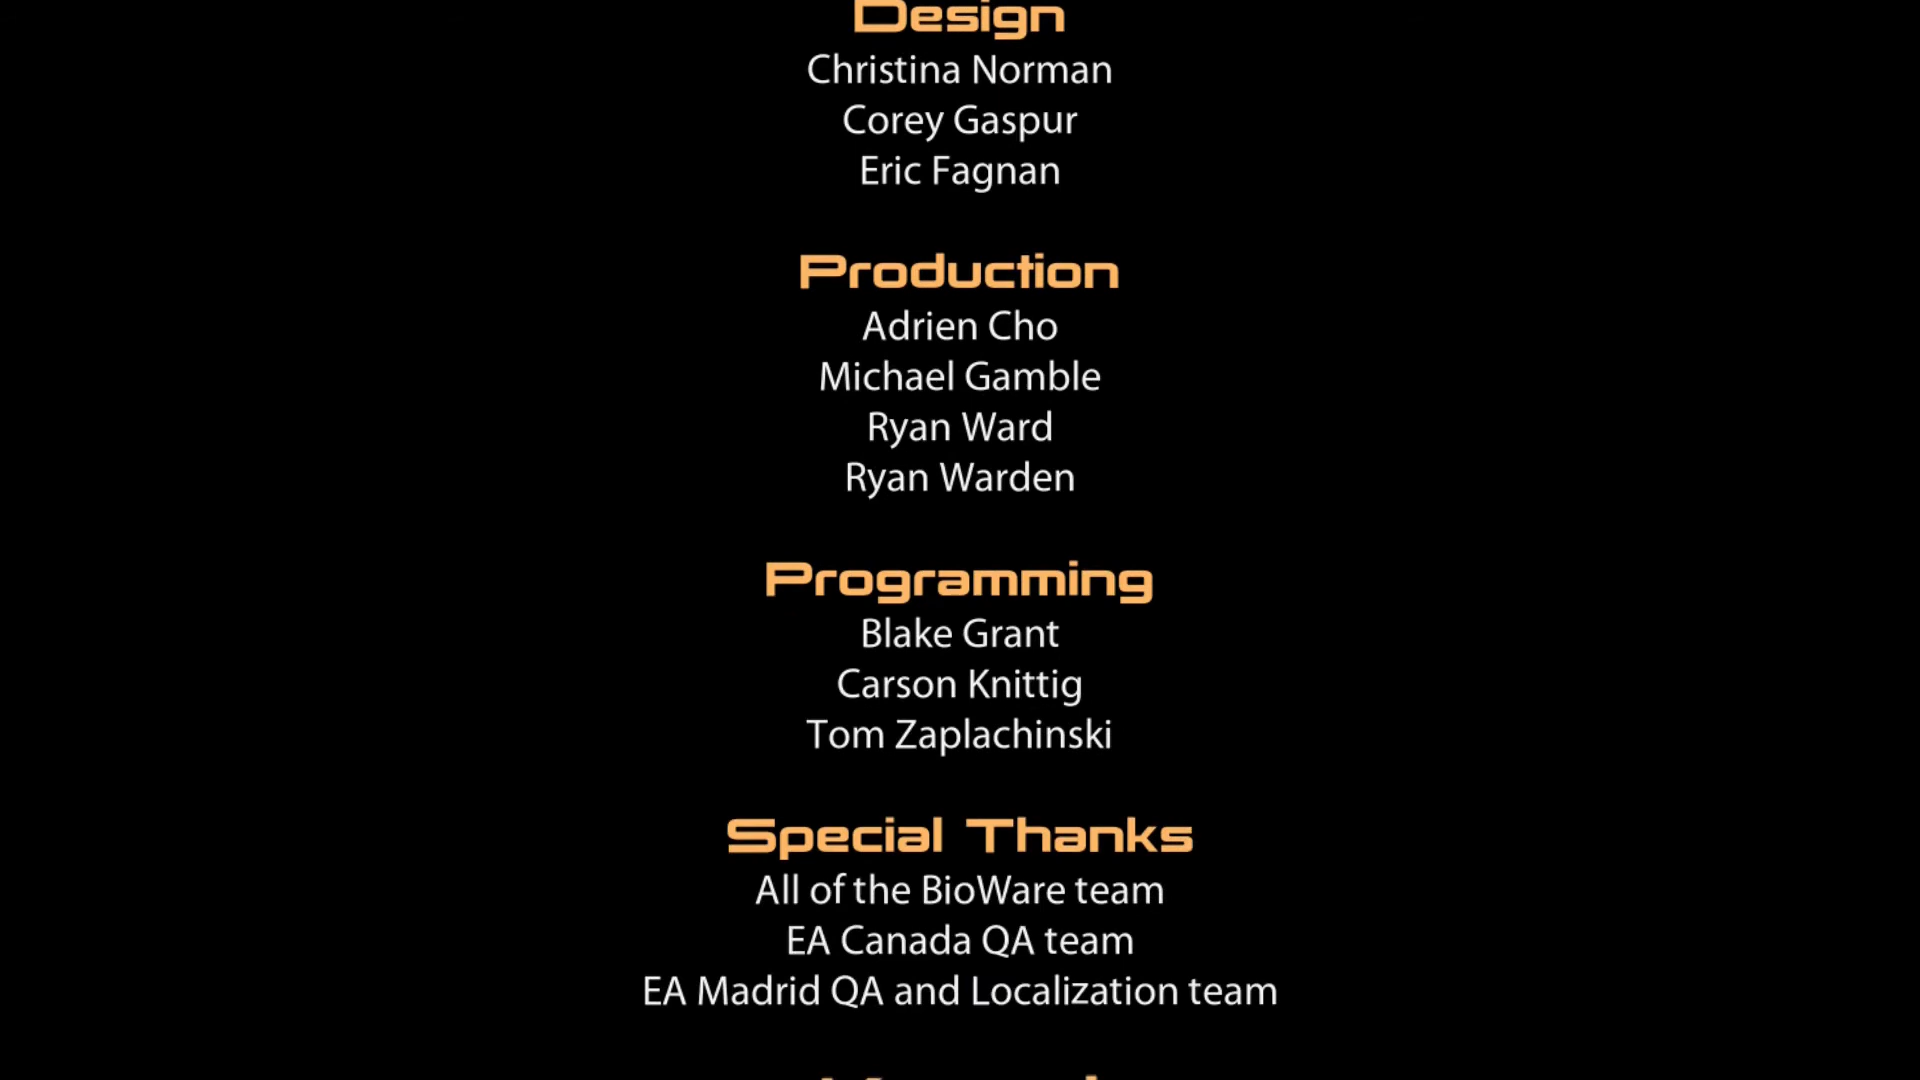 Design
Christina Norman
Corey Gaspur
Eric Fagnan
Production
Adrien Cho
Michael Gamble
Ryan Ward
Ryan Warden
Programming
Blake Grant
Carson Knittig
Tom Zaplachinski
Special Thanks
All of the BioWare team
EA Canada QA team
EA Madrid QA and Localization team